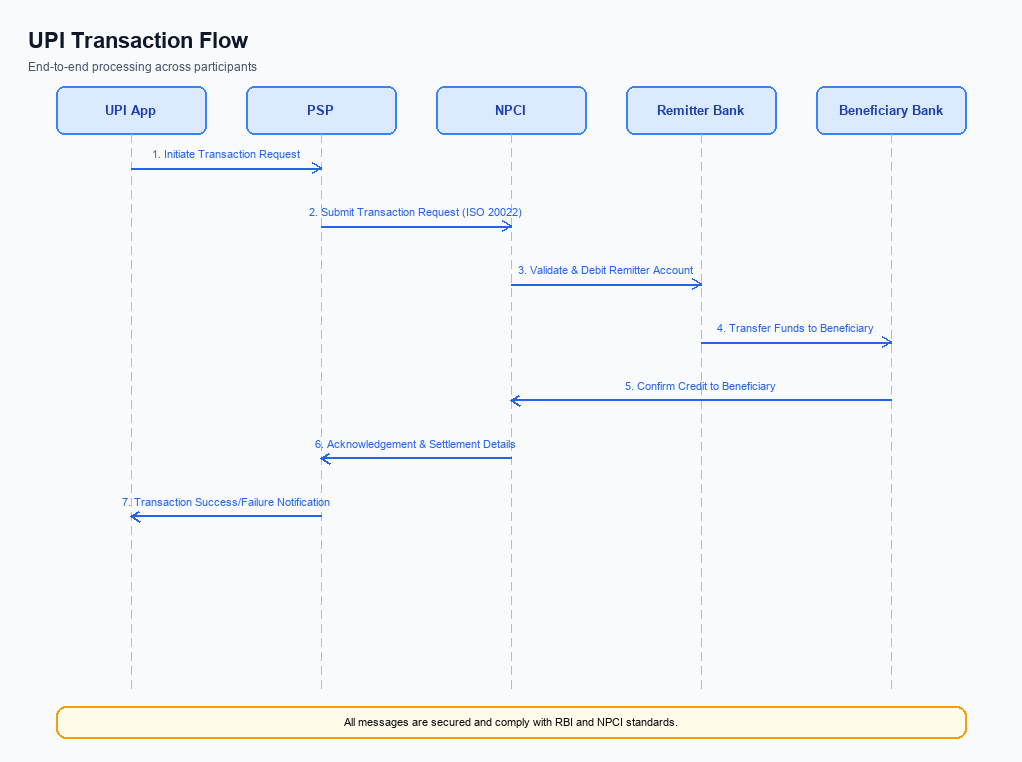 UPI Transaction Flow
End-to-end processing across participants
UPI App
PSP
NPCI
Remitter Bank
Beneficiary Bank
1. Initiate Transaction Request
2. Submit Transaction Request (ISO 20022)
3. Validate & Debit Remitter Account
4. Transfer Funds to Beneficiary
5. Confirm Credit to Beneficiary
6. Acknowledgement & Settlement Details
7. Transaction Success/Failure Notification
All messages are secured and comply with RBI and NPCI standards.